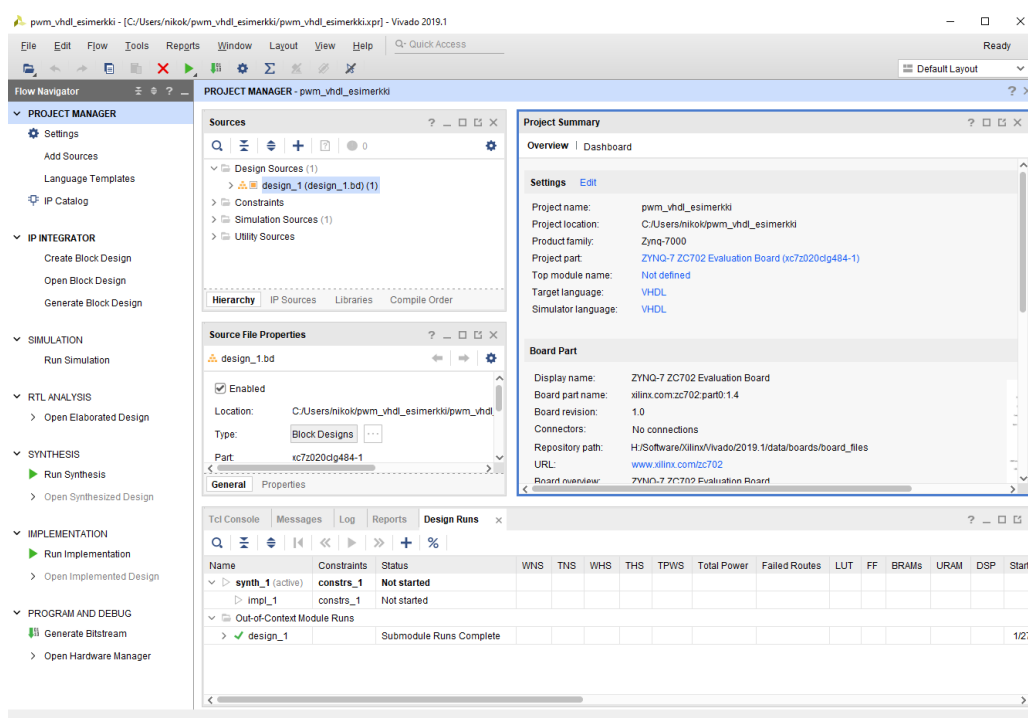 pwm_vhdl_esimerkki - [C:/Users/nikok/pwm_vhdl_esimerkki/pwm_vhdl_esimerkki.xpr] - Vivado 2019.1
File Edit Flow Tools Reports Window Layout View Help Quick Access Ready
Default Layout
Flow Navigator
PROJECT MANAGER
Settings
Add Sources
Language Templates
IP Catalog
IP INTEGRATOR
Create Block Design
Open Block Design
Generate Block Design
SIMULATION
Run Simulation
RTL ANALYSIS
Open Elaborated Design
SYNTHESIS
Run Synthesis
Open Synthesized Design
IMPLEMENTATION
Run Implementation
Open Implemented Design
PROGRAM AND DEBUG
Generate Bitstream
Open Hardware Manager
PROJECT MANAGER - pwm_vhdl_esimerkki
Sources
0
Design Sources (1)
design_1 (design_1.bd) (1)
Constraints
Simulation Sources (1)
Utility Sources
Hierarchy IP Sources Libraries Compile Order
Source File Properties
design_1.bd
Enabled
Location: C:/Users/nikok/pwm_vhdl_esimerkki/pwm_vhdl_
Type: Block Designs
Part: xc7z020clg484-1
General Properties
Project Summary
Overview Dashboard
Settings Edit
Project name: pwm_vhdl_esimerkki
Project location: C:/Users/nikok/pwm_vhdl_esimerkki
Product family: Zynq-7000
Project part: ZYNQ-7 ZC702 Evaluation Board (xc7z020clg484-1)
Top module name: Not defined
Target language: VHDL
Simulator language: VHDL
Board Part
Display name: ZYNQ-7 ZC702 Evaluation Board
Board part name: xilinx.com:zc702:part0:1.4
Board revision: 1.0
Connectors: No connections
Repository path: H:/Software/Xilinx/Vivado/2019.1/data/boards/board_files
URL: www.xilinx.com/zc702
Board overview: ZYNQ-7 ZC702 Evaluation Board
Tcl Console Messages Log Reports Design Runs
Name Constraints Status WNS TNS WHS THS TPWS Total Power Failed Routes LUT FF BRAMs URAM DSP Start
synth_1 (active) constrs_1 Not started
impl_1 constrs_1 Not started
Out-of-Context Module Runs
design_1 Submodule Runs Complete 1/27